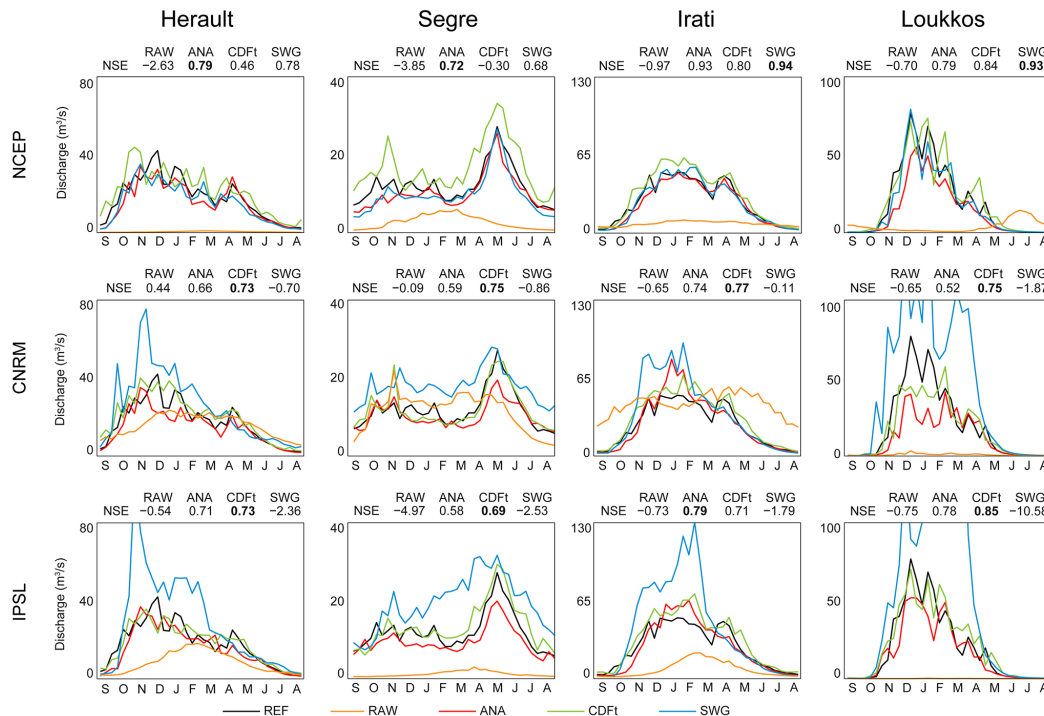 Herault Segre Irati Loukkos
RAW ANA CDFt SWG RAW ANA CDFt SWG RAW ANA CDFt SWG RAW ANA CDFt SWG
NSE −2.63 0.79 0.46 0.78 NSE −3.85 0.72 −0.30 0.68 NSE −0.97 0.93 0.80 0.94 NSE −0.70 0.79 0.84 0.93
NCEP
Discharge (m³/s)
80 40 130 100
40 20 65 50
0 0 0 0
S O N D J F M A M J J A S O N D J F M A M J J A S O N D J F M A M J J A S O N D J F M A M J J A
RAW ANA CDFt SWG RAW ANA CDFt SWG RAW ANA CDFt SWG RAW ANA CDFt SWG
NSE 0.44 0.66 0.73 −0.70 NSE −0.09 0.59 0.75 −0.86 NSE −0.65 0.74 0.77 −0.11 NSE −0.65 0.52 0.75 −1.87
CNRM
Discharge (m³/s)
80 40 130 100
40 20 65 50
0 0 0 0
S O N D J F M A M J J A S O N D J F M A M J J A S O N D J F M A M J J A S O N D J F M A M J J A
RAW ANA CDFt SWG RAW ANA CDFt SWG RAW ANA CDFt SWG RAW ANA CDFt SWG
NSE −0.54 0.71 0.73 −2.36 NSE −4.97 0.58 0.69 −2.53 NSE −0.73 0.79 0.71 −1.79 NSE −0.75 0.78 0.85 −10.58
IPSL
Discharge (m³/s)
80 40 130 100
40 20 65 50
0 0 0 0
S O N D J F M A M J J A S O N D J F M A M J J A S O N D J F M A M J J A S O N D J F M A M J J A
REF RAW ANA CDFt SWG